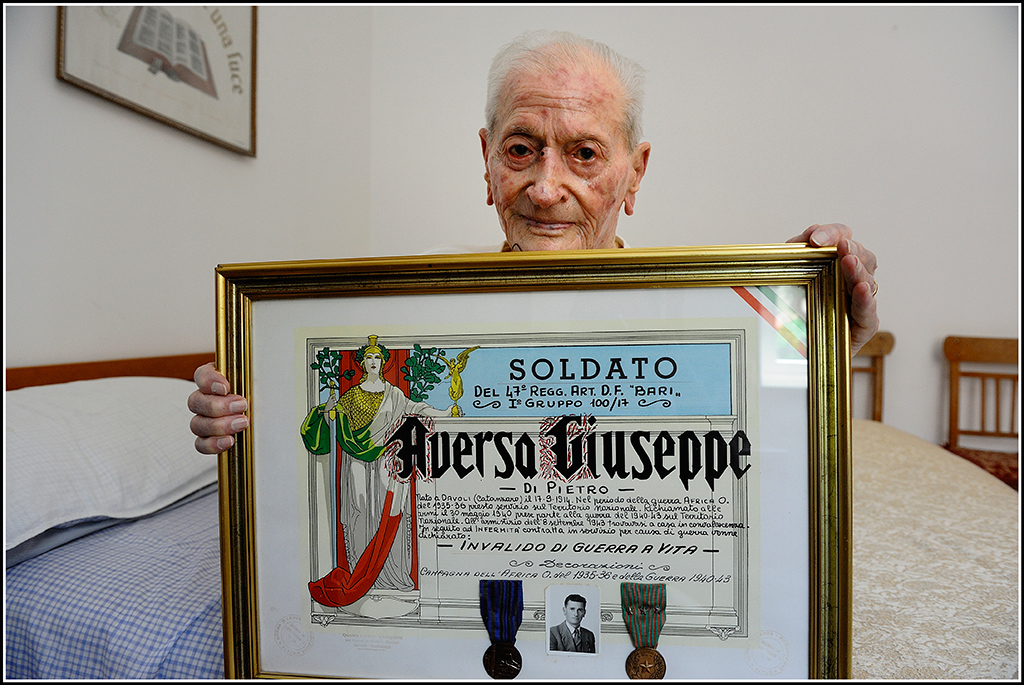 una luce
SOLDATO
DEL 47º REGG. ART. D.F. "BARI"
Iº GRUPPO 100/17
Aversa Giuseppe
— DI PIETRO —
Nato a DAVOLI (Catanzaro) il 17-9-1914. Nel periodo della guerra AFRICA O.
del 1935-36 prestò servizio sul Territorio Nazionale. Richiamato alle
armi il 30 maggio 1940 prese parte alla guerra del 1940-43 sul Territorio
Nazionale. All'armistizio dell'8 settembre 1943 trovavasi a casa in convalescenza.
In seguito ad INFERMITÀ contratta in servizio per causa di guerra venne
dichiarato:
— INVALIDO DI GUERRA A VITA —
Decorazioni
CAMPAGNA DELL'AFRICA O. del 1935-36 e della GUERRA 1940-43